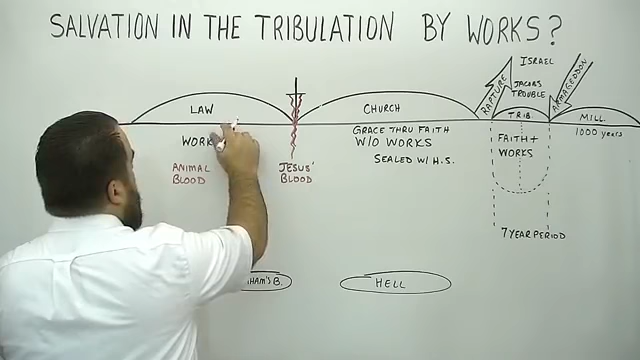 SALVATION IN THE TRIBULATION BY WORKS?
ISRAEL
JACOBS
TROUBLE
RAPTURE
ARMAGEDDON
LAW
CHURCH
TRIB.
MILL.
1000 years
WORK
GRACE THRU FAITH
W/O WORKS
SEALED W/ H.S.
FAITH +
WORKS
ANIMAL
BLOOD
JESUS'
BLOOD
7 YEAR PERIOD
HAM'S B.
HELL